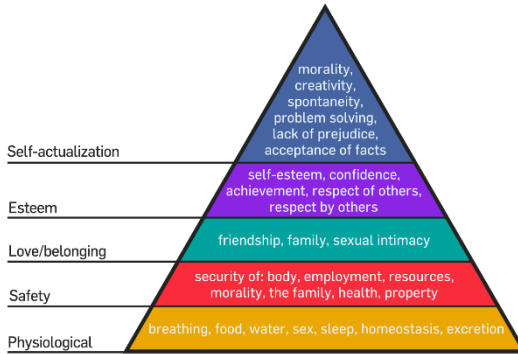 morality,
creativity,
spontaneity,
problem solving,
lack of prejudice,
acceptance of facts
Self-actualization
self-esteem, confidence,
achievement, respect of others,
respect by others
Esteem
friendship, family, sexual intimacy
Love/belonging
security of: body, employment, resources,
morality, the family, health, property
Safety
breathing, food, water, sex, sleep, homeostasis, excretion
Physiological